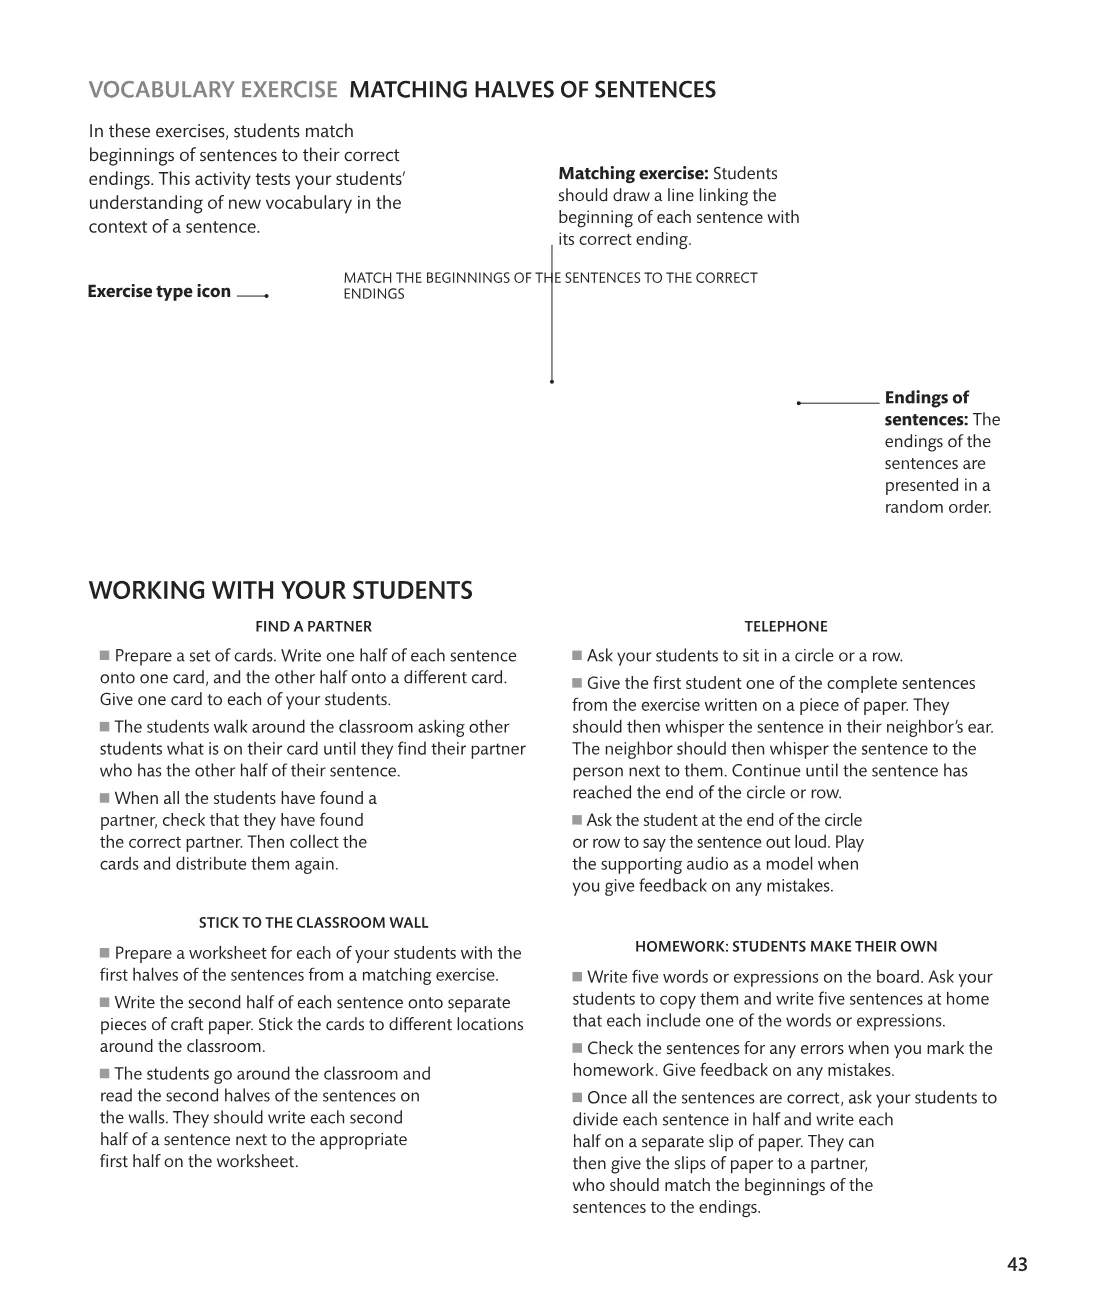 VOCABULARY EXERCISE MATCHING HALVES OF SENTENCES
In these exercises, students match
beginnings of sentences to their correct
endings. This activity tests your students’
understanding of new vocabulary in the
context of a sentence.
Matching exercise: Students
should draw a line linking the
beginning of each sentence with
its correct ending.
Exercise type icon
MATCH THE BEGINNINGS OF THE SENTENCES TO THE CORRECT
ENDINGS
Endings of
sentences: The
endings of the
sentences are
presented in a
random order.
WORKING WITH YOUR STUDENTS
FIND A PARTNER
■ Prepare a set of cards. Write one half of each sentence
onto one card, and the other half onto a different card.
Give one card to each of your students.
■ The students walk around the classroom asking other
students what is on their card until they find their partner
who has the other half of their sentence.
■ When all the students have found a
partner, check that they have found
the correct partner. Then collect the
cards and distribute them again.
STICK TO THE CLASSROOM WALL
■ Prepare a worksheet for each of your students with the
first halves of the sentences from a matching exercise.
■ Write the second half of each sentence onto separate
pieces of craft paper. Stick the cards to different locations
around the classroom.
■ The students go around the classroom and
read the second halves of the sentences on
the walls. They should write each second
half of a sentence next to the appropriate
first half on the worksheet.
TELEPHONE
■ Ask your students to sit in a circle or a row.
■ Give the first student one of the complete sentences
from the exercise written on a piece of paper. They
should then whisper the sentence in their neighbor’s ear.
The neighbor should then whisper the sentence to the
person next to them. Continue until the sentence has
reached the end of the circle or row.
■ Ask the student at the end of the circle
or row to say the sentence out loud. Play
the supporting audio as a model when
you give feedback on any mistakes.
HOMEWORK: STUDENTS MAKE THEIR OWN
■ Write five words or expressions on the board. Ask your
students to copy them and write five sentences at home
that each include one of the words or expressions.
■ Check the sentences for any errors when you mark the
homework. Give feedback on any mistakes.
■ Once all the sentences are correct, ask your students to
divide each sentence in half and write each
half on a separate slip of paper. They can
then give the slips of paper to a partner,
who should match the beginnings of the
sentences to the endings.
43